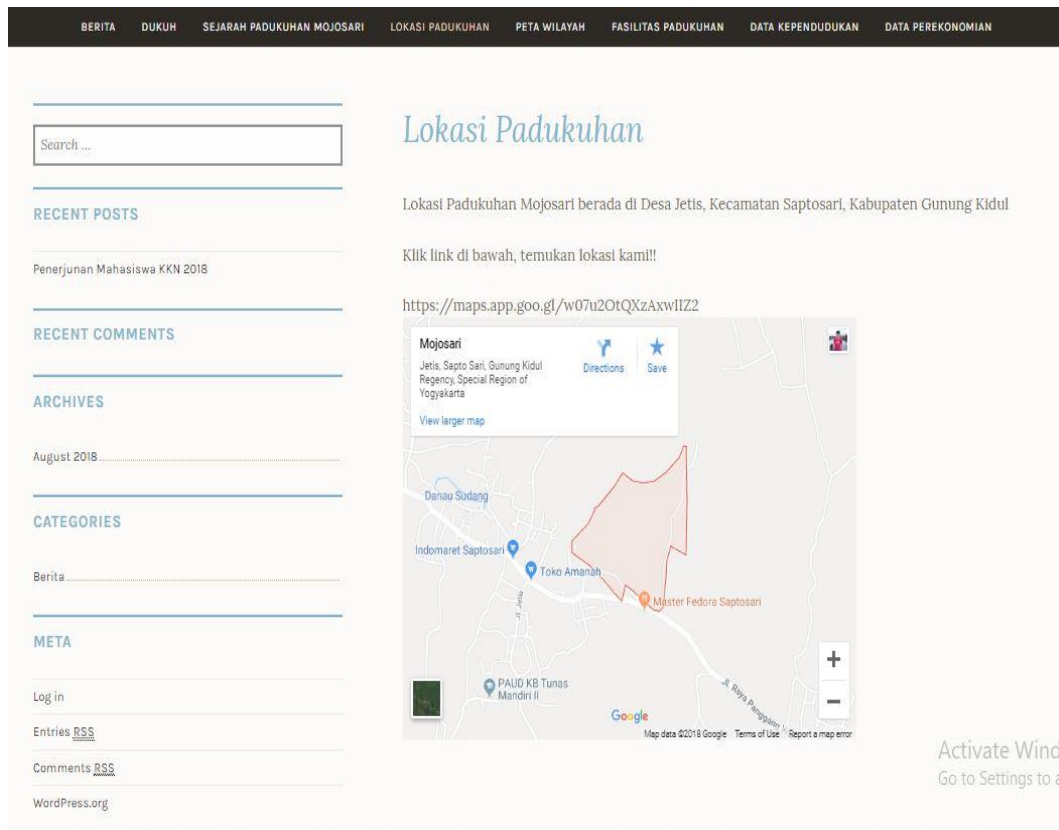 BERITA DUKUH SEJARAH PADUKUHAN MOJOSARI LOKASI PADUKUHAN PETA WILAYAH FASILITAS PADUKUHAN DATA KEPENDUDUKAN DATA PEREKONOMIAN
Search ...
RECENT POSTS
Penerjunan Mahasiswa KKN 2018
RECENT COMMENTS
ARCHIVES
August 2018
CATEGORIES
Berita
META
Log in
Entries RSS
Comments RSS
WordPress.org
Lokasi Padukuhan
Lokasi Padukuhan Mojosari berada di Desa Jetis, Kecamatan Saptosari, Kabupaten Gunung Kidul
Klik link di bawah, temukan lokasi kami!!
https://maps.app.goo.gl/w07u2OtQXzAxwIIZ2
Mojosari
Jetis, Sapto Sari, Gunung Kidul
Regency, Special Region of
Yogyakarta
Directions
Save
View larger map
Danau Sudang
Indomaret Saptosari
Toko Amanah
Master Fedora Saptosari
Jl. Jetis
PAUD KB Tunas
Mandiri II
Jl. Raya Panggang
Google
Map data ©2019 Google Terms of Use Report a map error
Activate Wind
Go to Settings to a